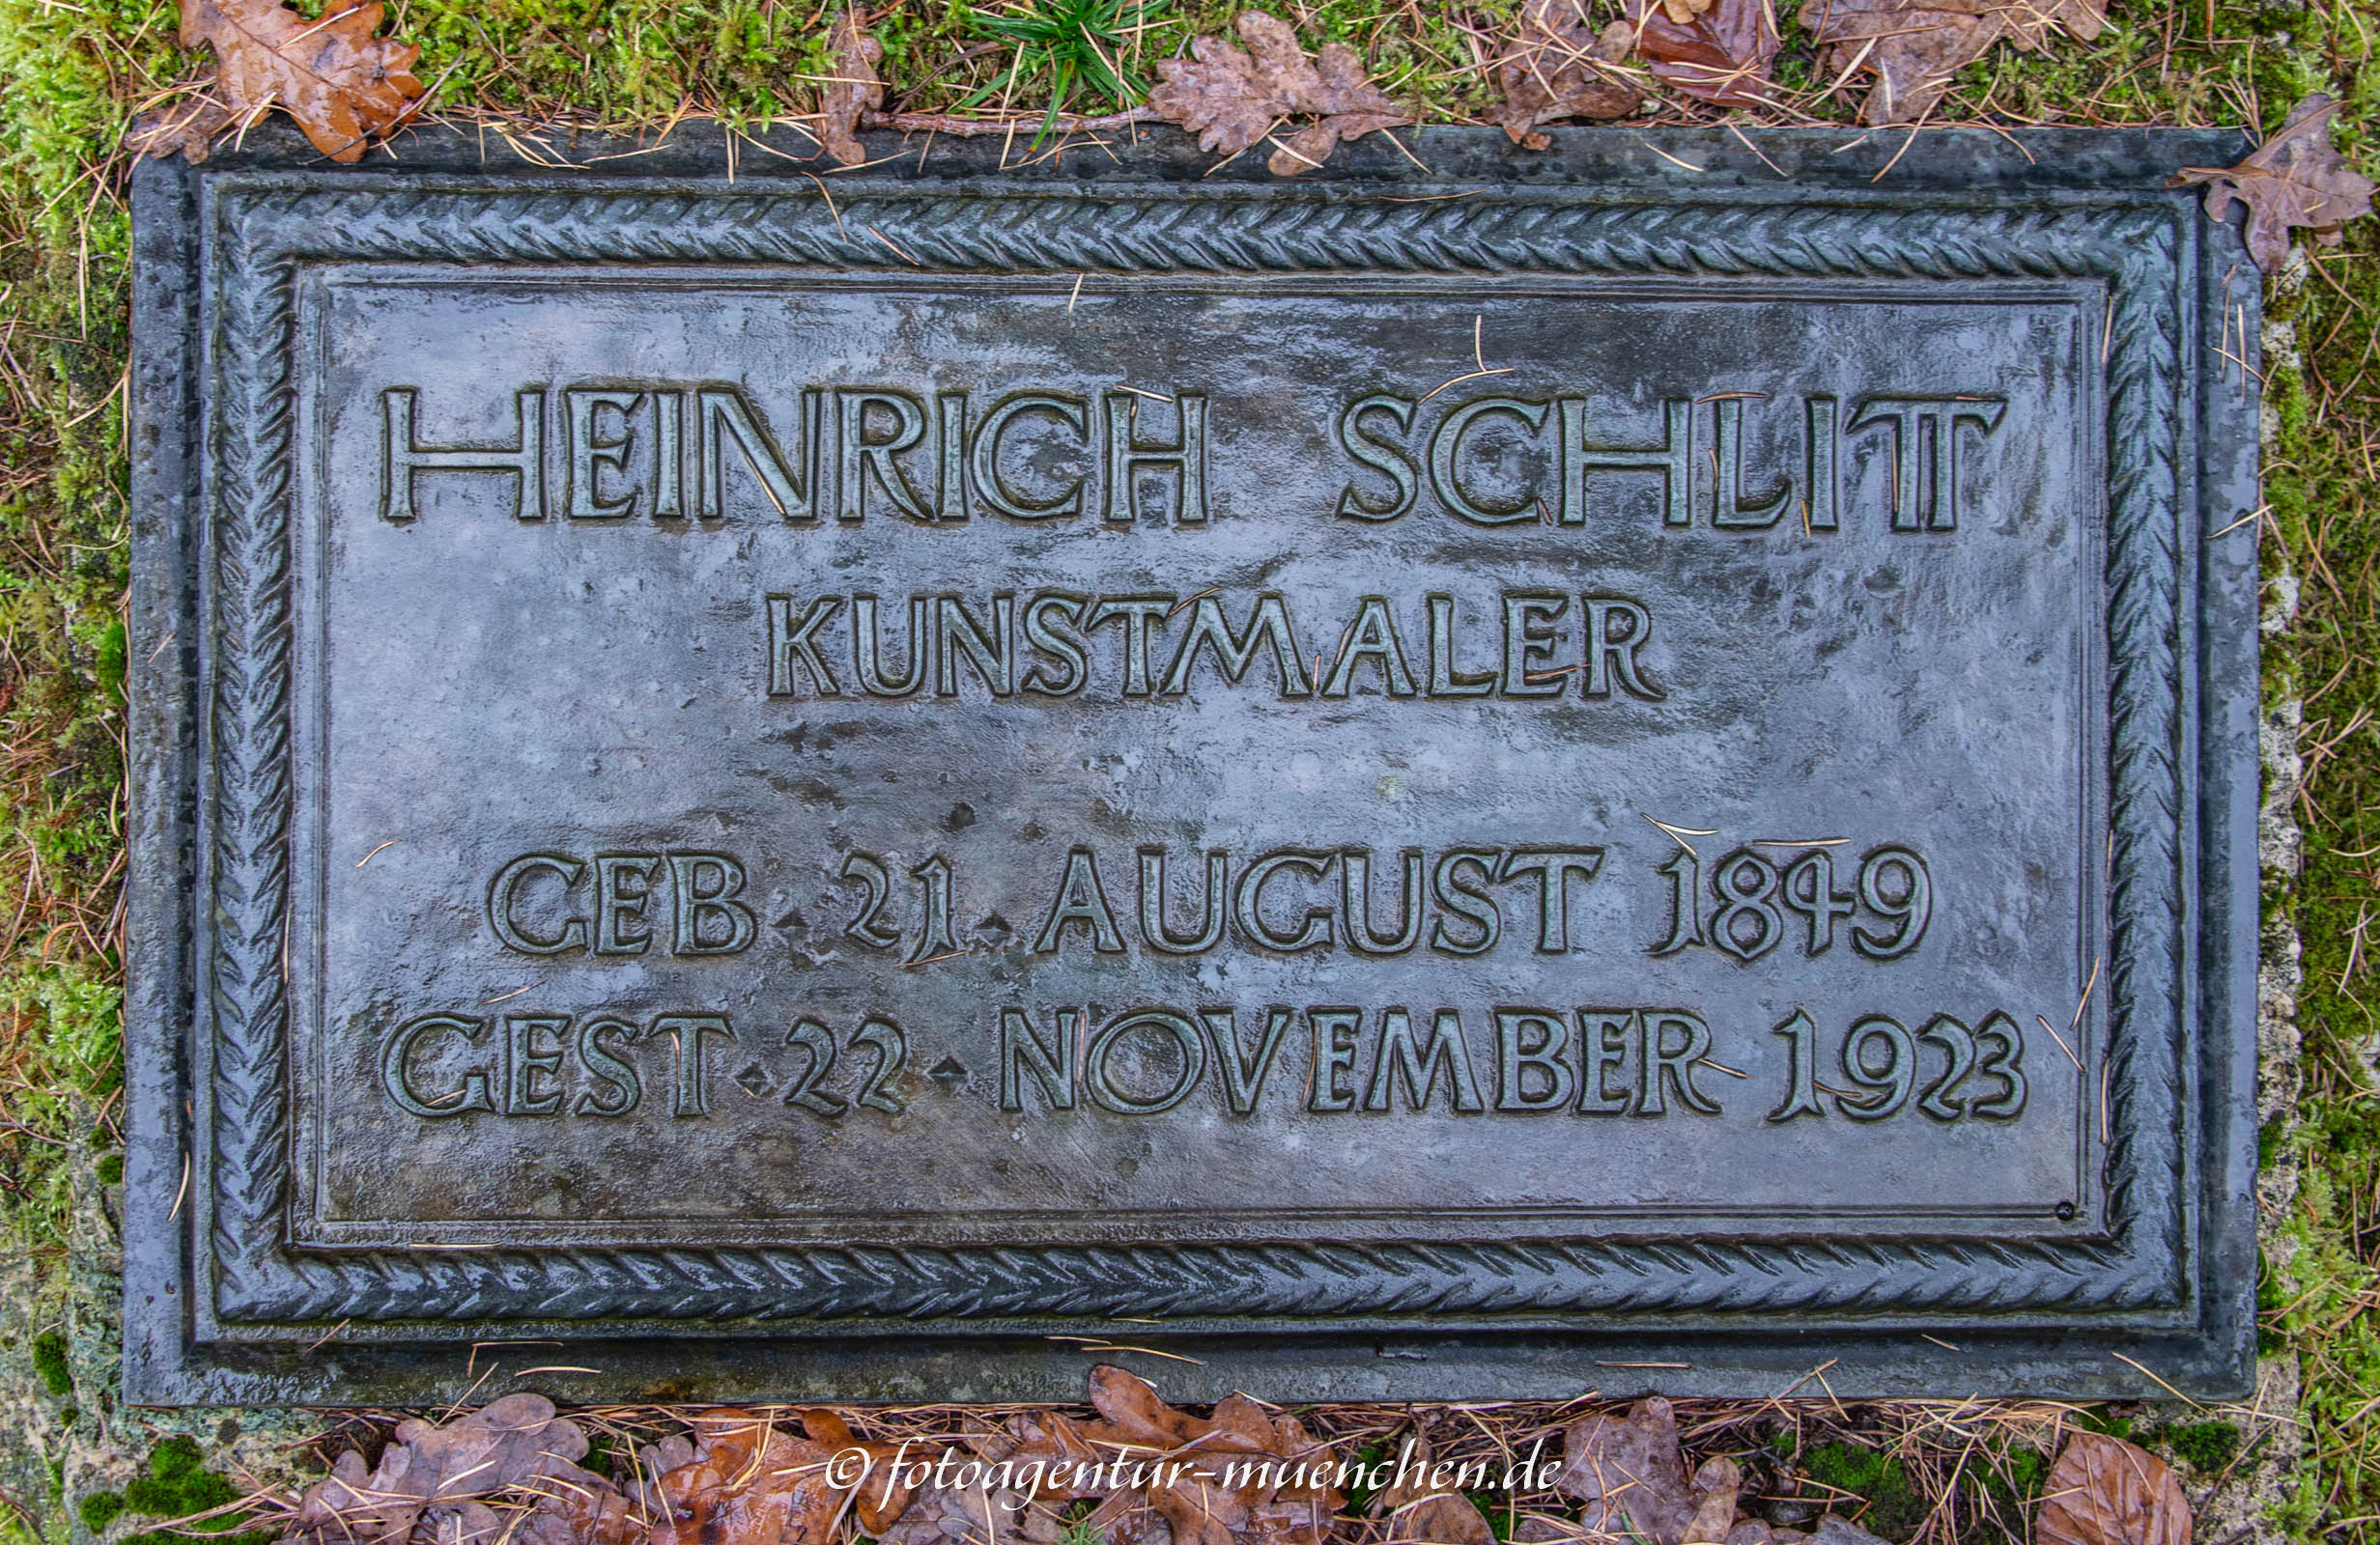 HEINRICH SCHLITT
KUNSTMALER
GEB· 21· AUGUST 1849
GEST· 22· NOVEMBER 1923
© fotoagentur-muenchen.de